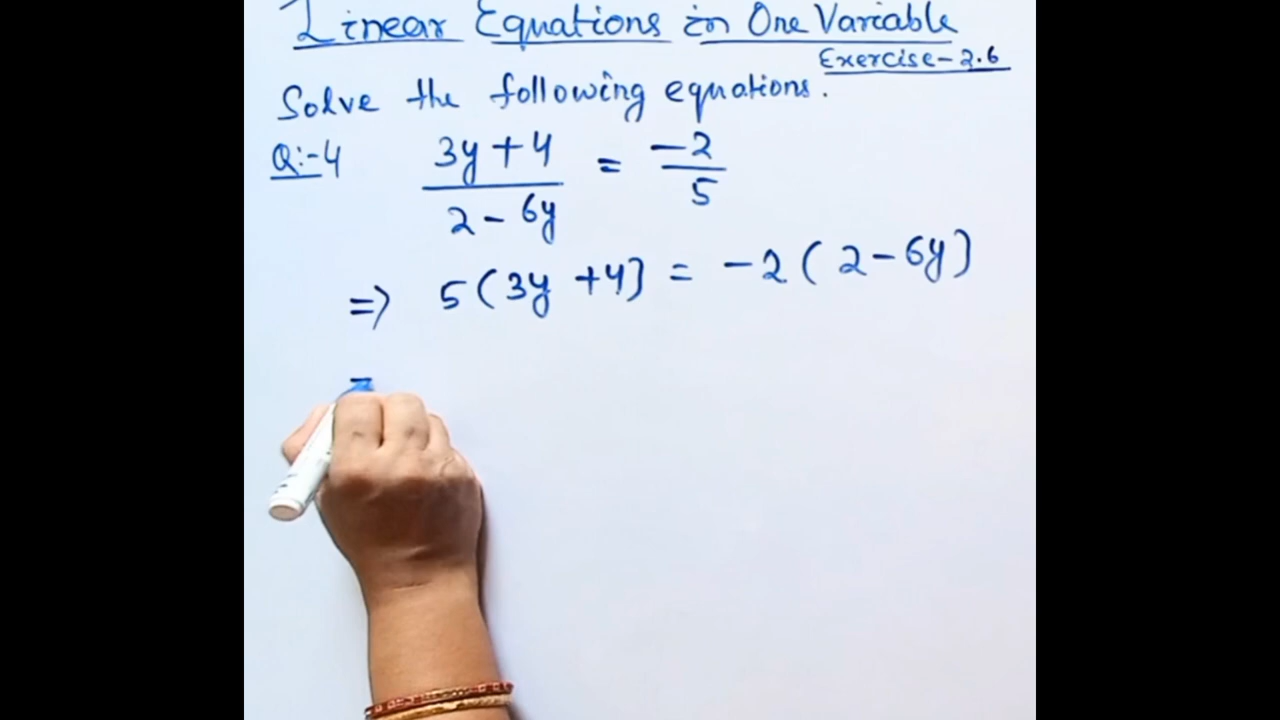 Linear Equations in One Variable
Exercise-2.6
Solve the following equations.
Q:-4 3y+4 / 2-6y = -2 / 5
=> 5(3y+4) = -2(2-6y)
=